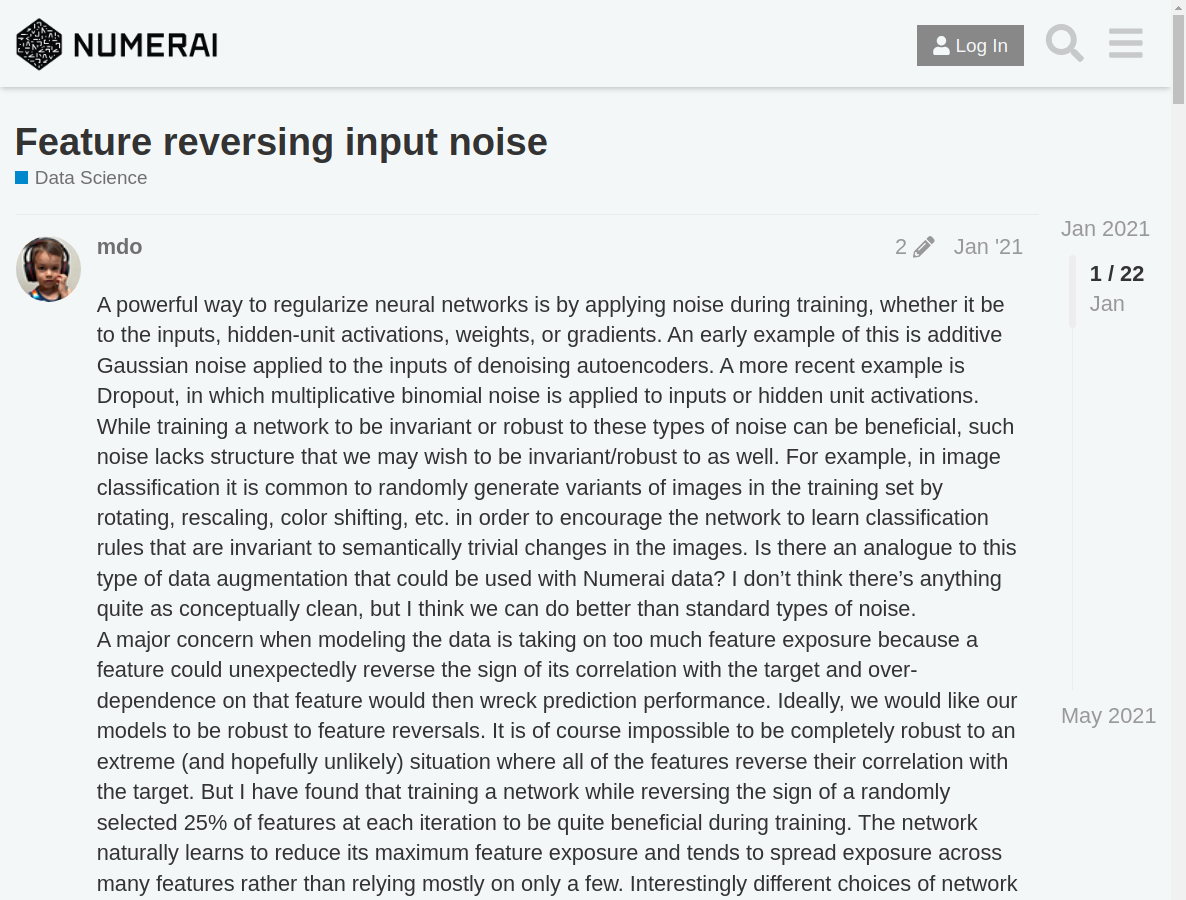 NUMERAI
Log In
Feature reversing input noise
Data Science
mdo
2
Jan '21
A powerful way to regularize neural networks is by applying noise during training, whether it be
to the inputs, hidden-unit activations, weights, or gradients. An early example of this is additive
Gaussian noise applied to the inputs of denoising autoencoders. A more recent example is
Dropout, in which multiplicative binomial noise is applied to inputs or hidden unit activations.
While training a network to be invariant or robust to these types of noise can be beneficial, such
noise lacks structure that we may wish to be invariant/robust to as well. For example, in image
classification it is common to randomly generate variants of images in the training set by
rotating, rescaling, color shifting, etc. in order to encourage the network to learn classification
rules that are invariant to semantically trivial changes in the images. Is there an analogue to this
type of data augmentation that could be used with Numerai data? I don’t think there’s anything
quite as conceptually clean, but I think we can do better than standard types of noise.
A major concern when modeling the data is taking on too much feature exposure because a
feature could unexpectedly reverse the sign of its correlation with the target and over-
dependence on that feature would then wreck prediction performance. Ideally, we would like our
models to be robust to feature reversals. It is of course impossible to be completely robust to an
extreme (and hopefully unlikely) situation where all of the features reverse their correlation with
the target. But I have found that training a network while reversing the sign of a randomly
selected 25% of features at each iteration to be quite beneficial during training. The network
naturally learns to reduce its maximum feature exposure and tends to spread exposure across
many features rather than relying mostly on only a few. Interestingly different choices of network
Jan 2021
1 / 22
Jan
May 2021